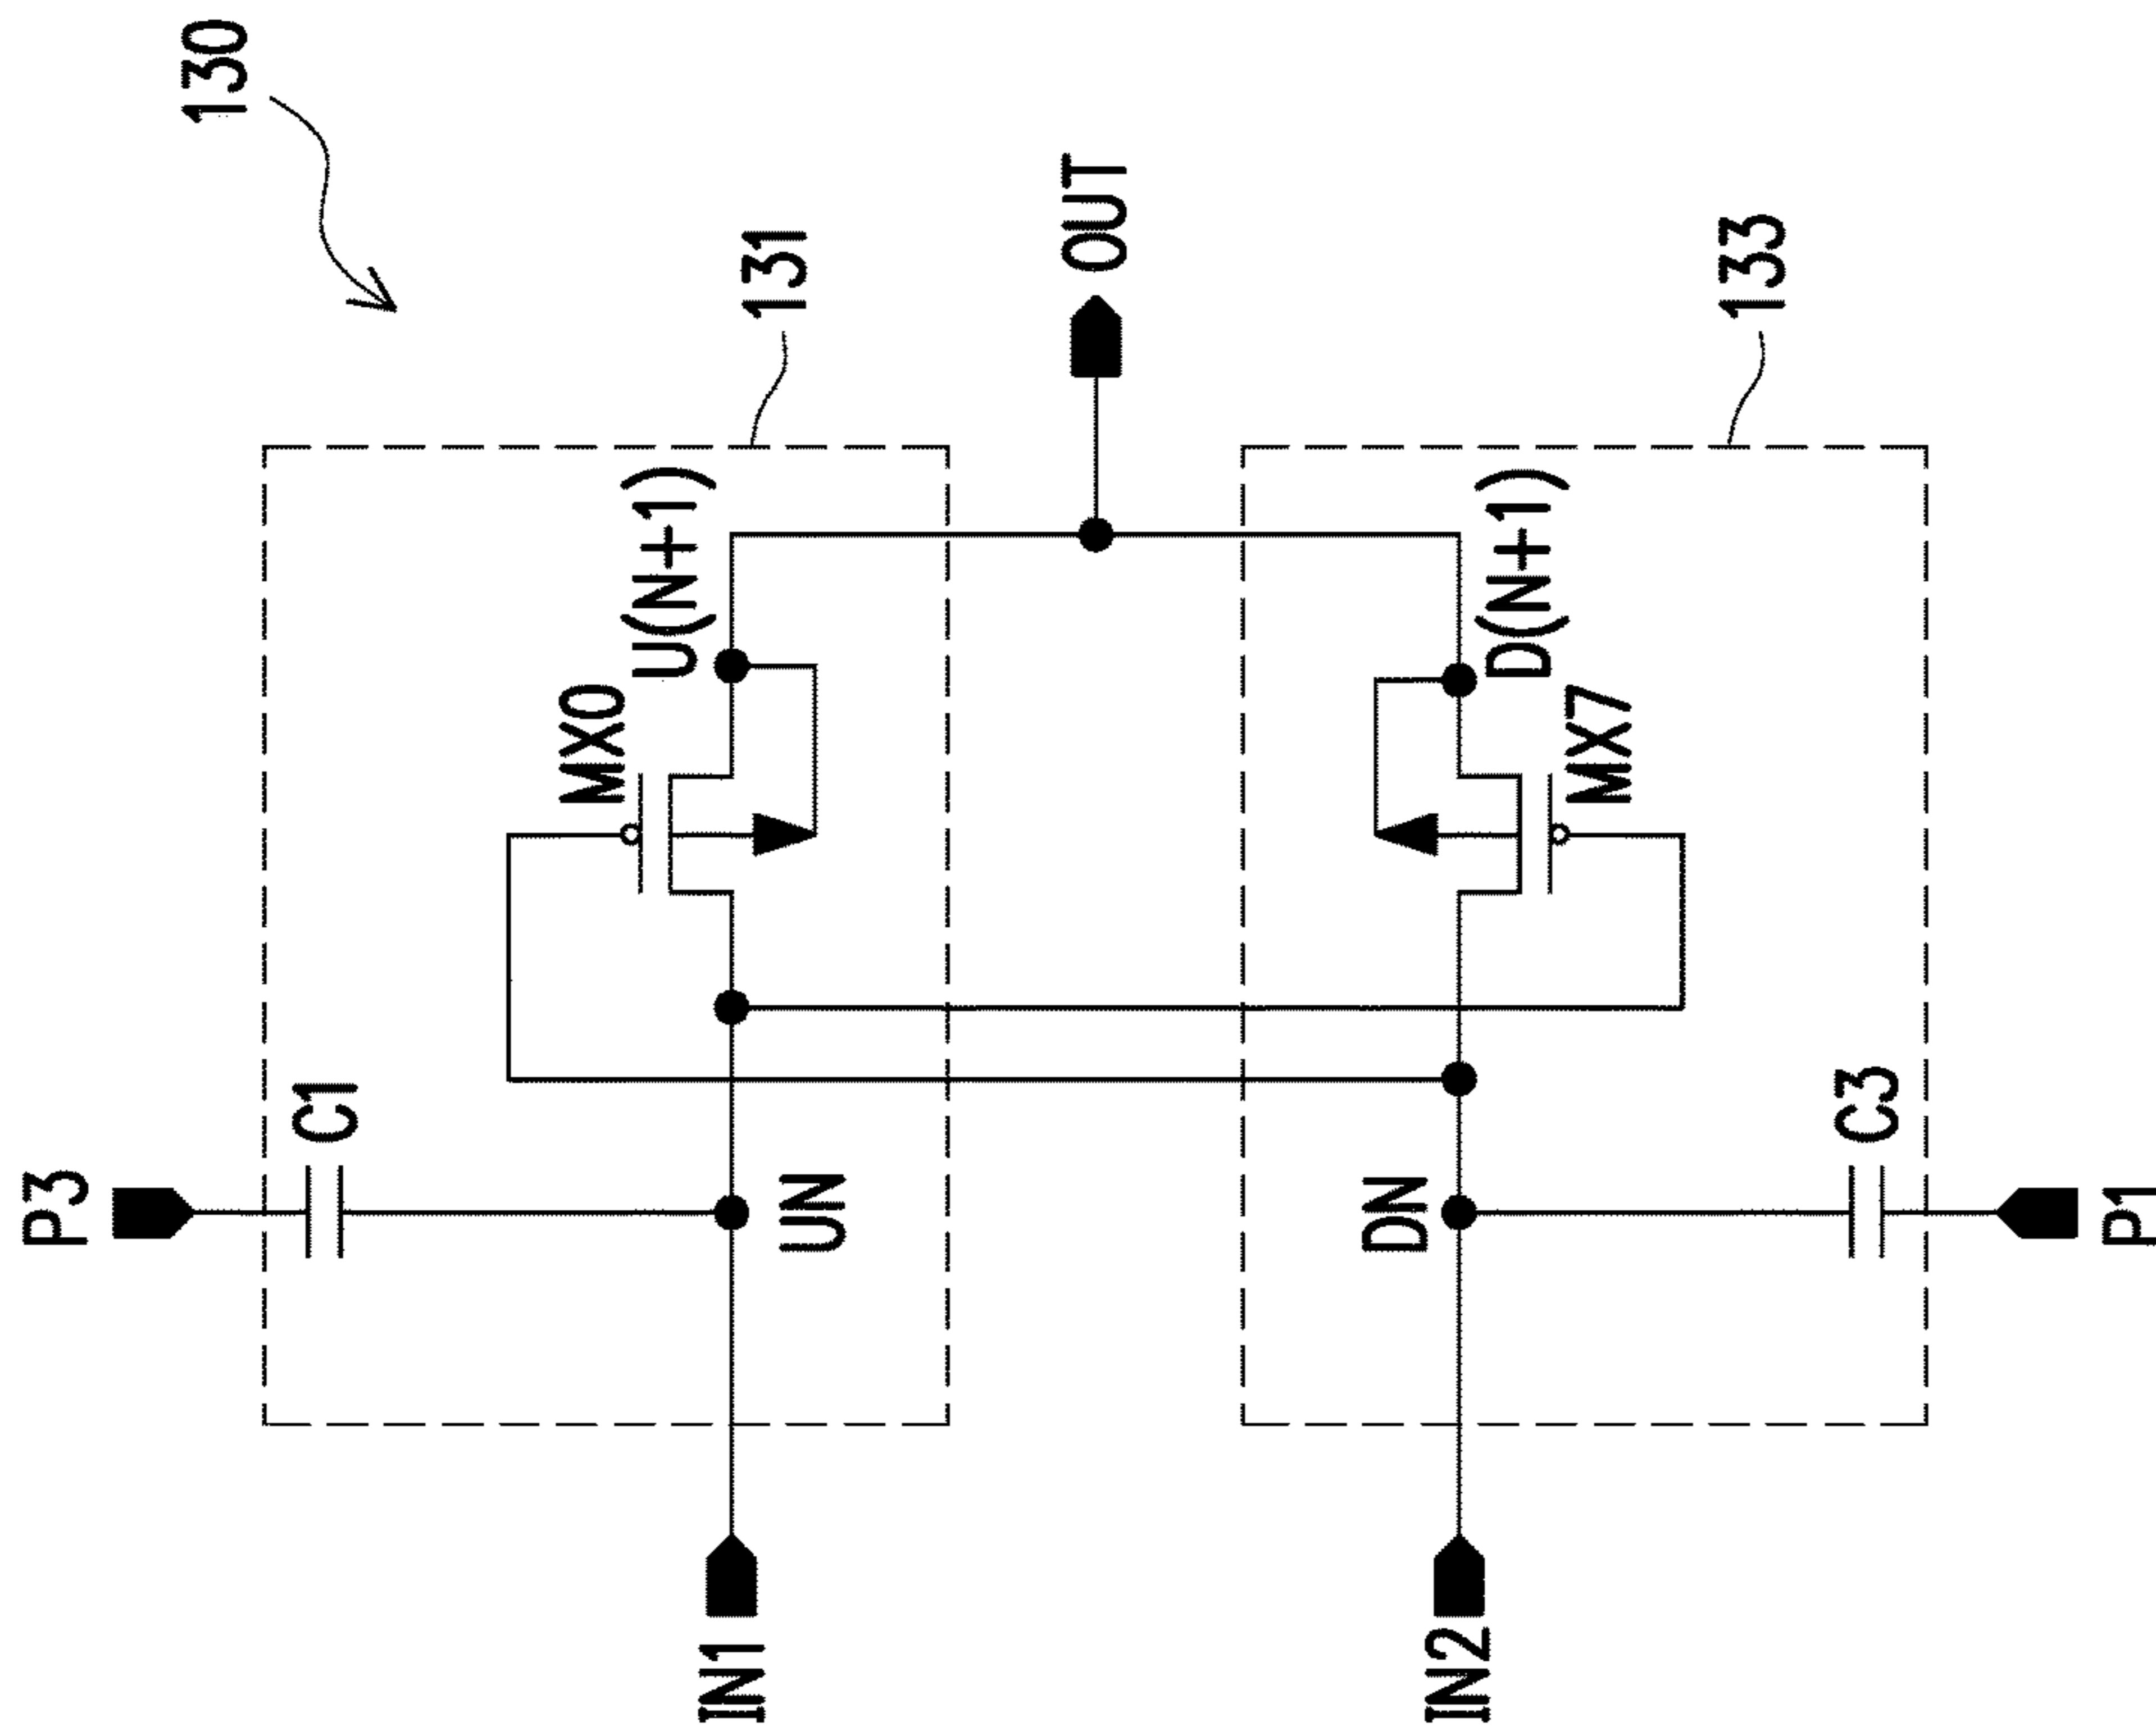 130
P3
C1
131
MX0
U(N+1)
IN1
UN
OUT
IN2
DN
D(N+1)
MX7
133
C3
P1